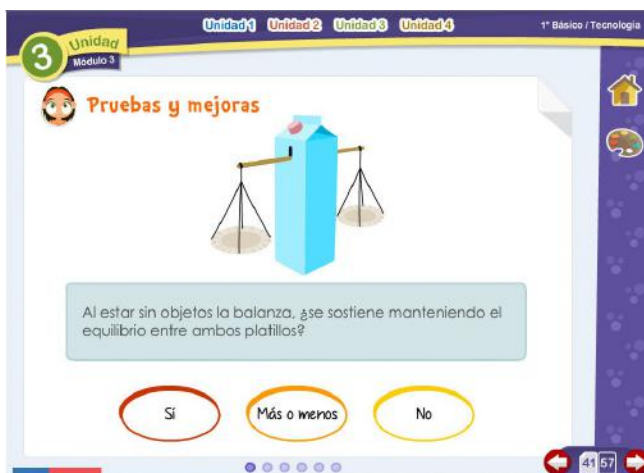 Unidad 1 Unidad 2 Unidad 3 Unidad 4
1° Básico / Tecnología
3 Unidad
Módulo 3
Pruebas y mejoras
Al estar sin objetos la balanza, ¿se sostiene manteniendo el
equilibrio entre ambos platillos?
Sí Más o menos No
41 57